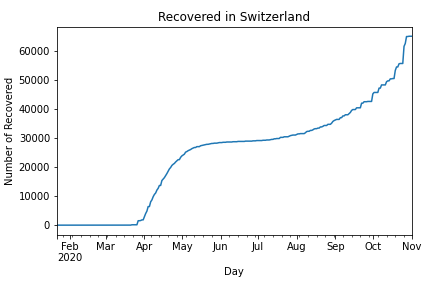 Recovered in Switzerland
Number of Recovered
60000
50000
40000
30000
20000
10000
0
Feb Mar Apr May Jun Jul Aug Sep Oct Nov
2020
Day